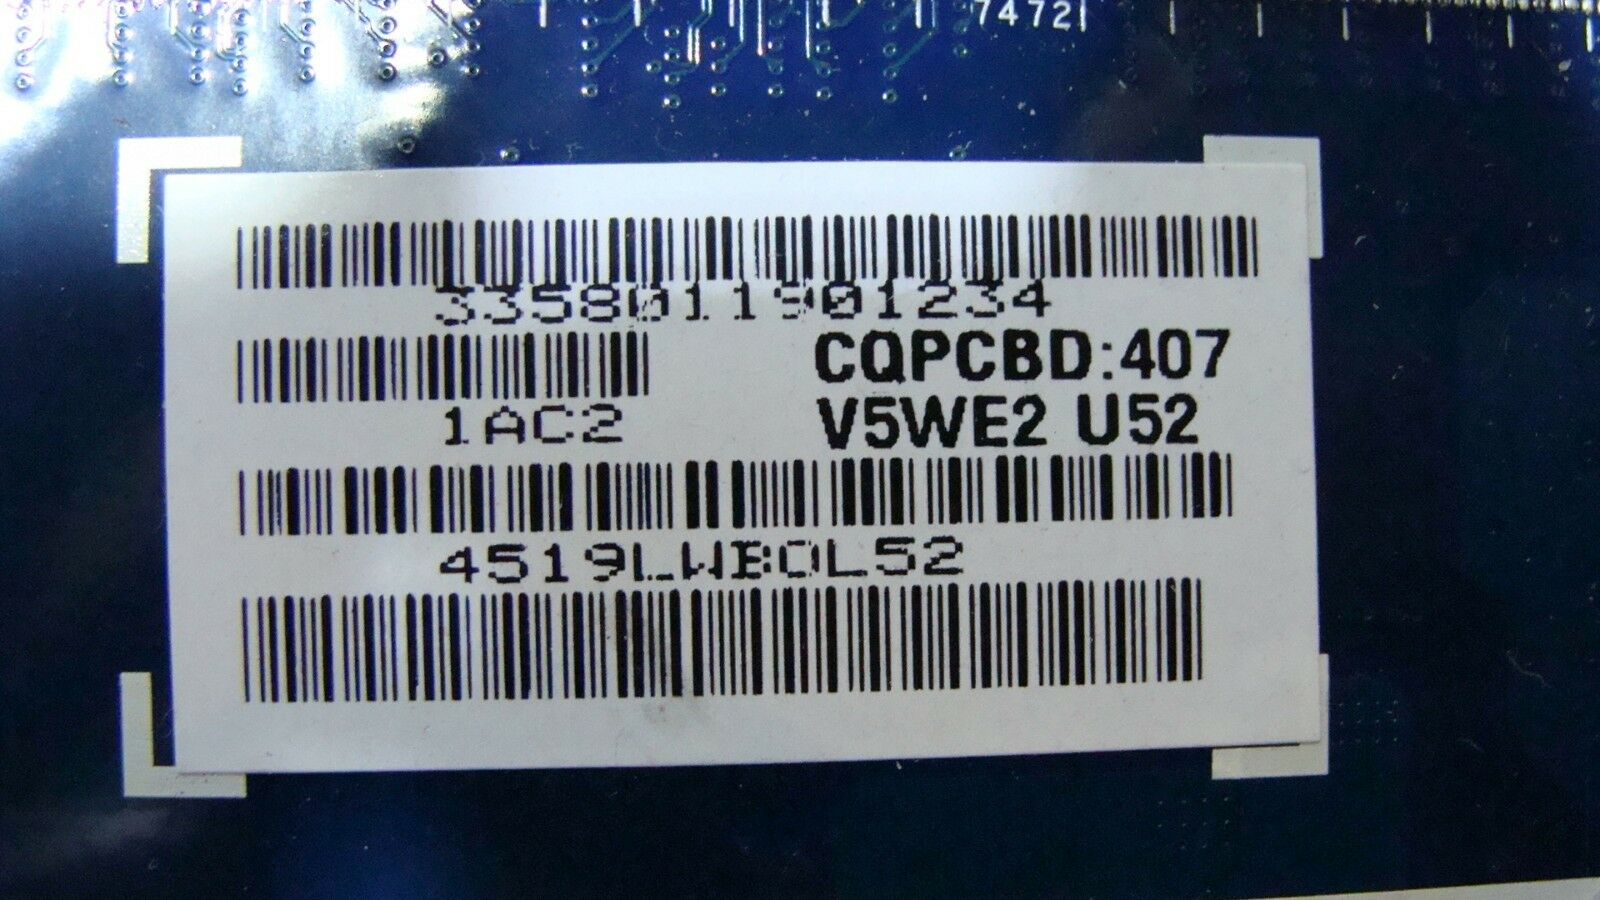 7472
3358011901234
CQPCBD:407
1AC2
V5WE2 U52
4519LWBOL52